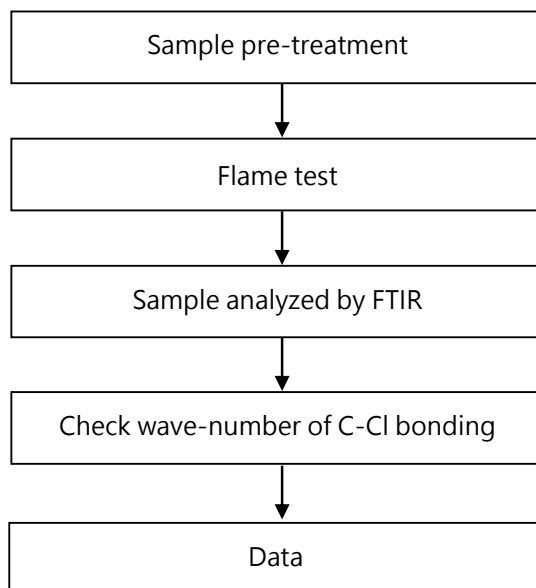 Sample pre-treatment
Flame test
Sample analyzed by FTIR
Check wave-number of C-Cl bonding
Data